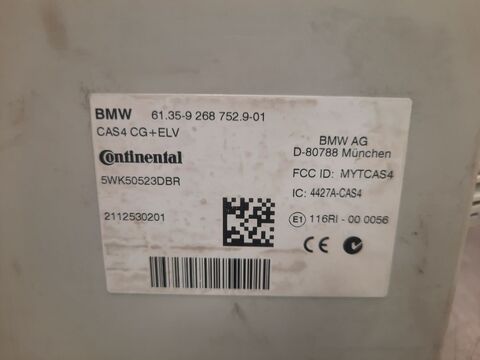 BMW 61.35-9 268 752.9-01
CAS4 CG+ELV
Continental
5WK50523DBR
2112530201
BMW AG
D-80788 München
FCC ID: MYTCAS4
IC: 4427A-CAS4
E1 116RI - 00 0056
CE